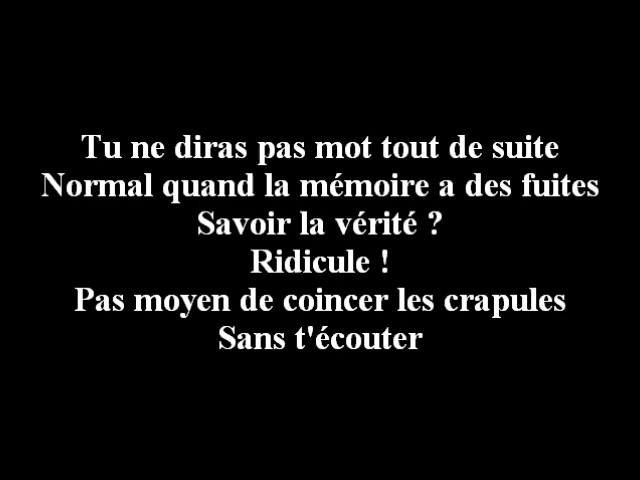 Tu ne diras pas mot tout de suite
Normal quand la mémoire a des fuites
Savoir la vérité ?
Ridicule !
Pas moyen de coincer les crapules
Sans t'écouter